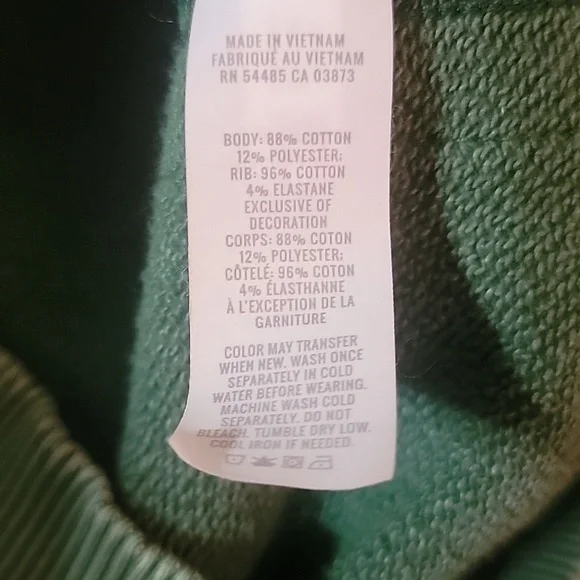 MADE IN VIETNAM
FABRIQUÉ AU VIETNAM
RN 54485 CA 03873
BODY: 88% COTTON
12% POLYESTER;
RIB: 96% COTTON
4% ELASTANE
EXCLUSIVE OF
DECORATION
CORPS: 88% COTON
12% POLYESTER;
CÔTELÉ: 96% COTON
4% ÉLASTHANNE
À L'EXCEPTION DE LA
GARNITURE
COLOR MAY TRANSFER
WHEN NEW. WASH ONCE
SEPARATELY IN COLD
WATER BEFORE WEARING.
MACHINE WASH COLD
SEPARATELY. DO NOT
BLEACH. TUMBLE DRY LOW.
COOL IRON IF NEEDED.